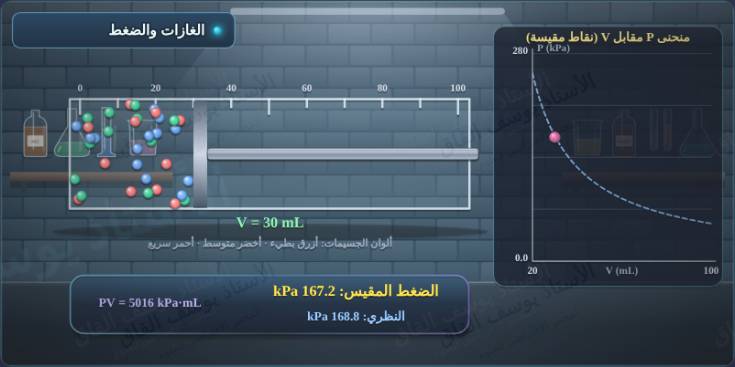 الغازات والضغط
منحنى P مقابل V (نقاط مقيسة)
P (kPa)
280
0.0
20
V (mL)
100
0 20 40 60 80 100
V = 30 mL
ألوان الجسيمات: أزرق بطيء · أخضر متوسط · أحمر سريع
الضغط المقيس: 167.2 kPa
النظري: 168.8 kPa
PV = 5016 kPa·mL